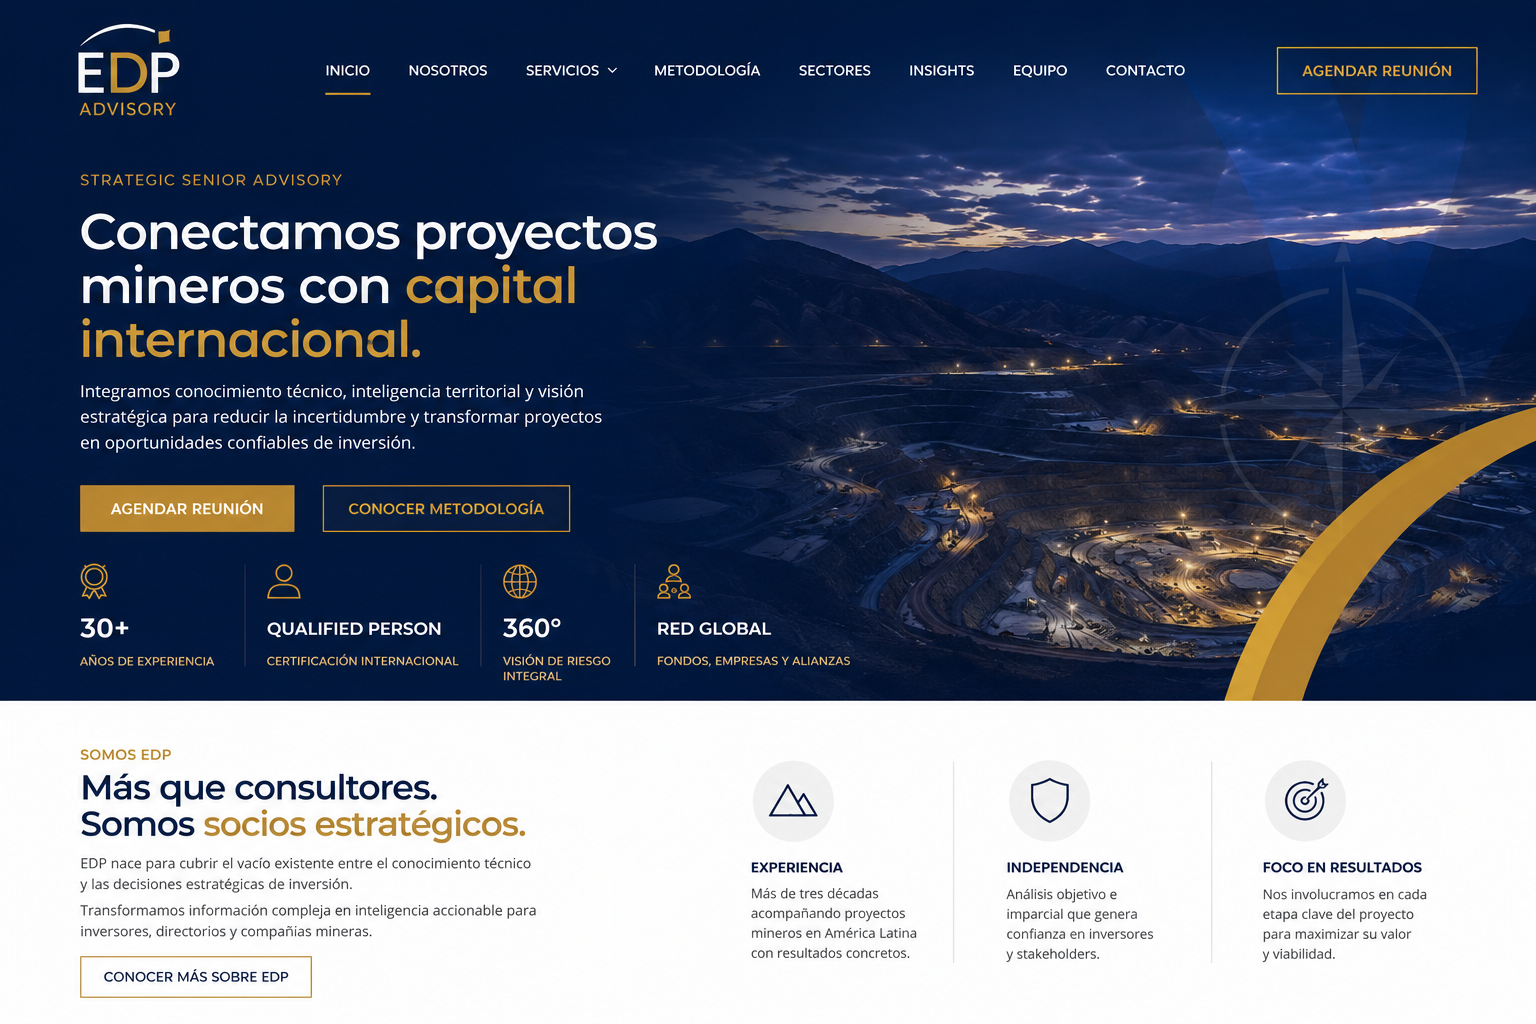 EDP
ADVISORY
INICIO
NOSOTROS
SERVICIOS
METODOLOGÍA
SECTORES
INSIGHTS
EQUIPO
CONTACTO
AGENDAR REUNIÓN
STRATEGIC SENIOR ADVISORY
Conectamos proyectos
mineros con capital
internacional.
Integramos conocimiento técnico, inteligencia territorial y visión
estratégica para reducir la incertidumbre y transformar proyectos
en oportunidades confiables de inversión.
AGENDAR REUNIÓN
CONOCER METODOLOGÍA
30+
AÑOS DE EXPERIENCIA
QUALIFIED PERSON
CERTIFICACIÓN INTERNACIONAL
360º
VISIÓN DE RIESGO
INTEGRAL
RED GLOBAL
FONDOS, EMPRESAS Y ALIANZAS
SOMOS EDP
Más que consultores.
Somos socios estratégicos.
EDP nace para cubrir el vacío existente entre el conocimiento técnico
y las decisiones estratégicas de inversión.
Transformamos información compleja en inteligencia accionable para
inversores, directorios y compañias mineras.
CONOCER MÁS SOBRE EDP
EXPERIENCIA
Más de tres décadas
acompañando proyectos
mineros en América Latina
con resultados concretos.
INDEPENDENCIA
Análisis objetivo e
imparcial que genera
confianza en inversores
y stakeholders.
FOCO EN RESULTADOS
Nos involucramos en cada
etapa clave del proyecto
para maximizar su valor
y viabilidad.